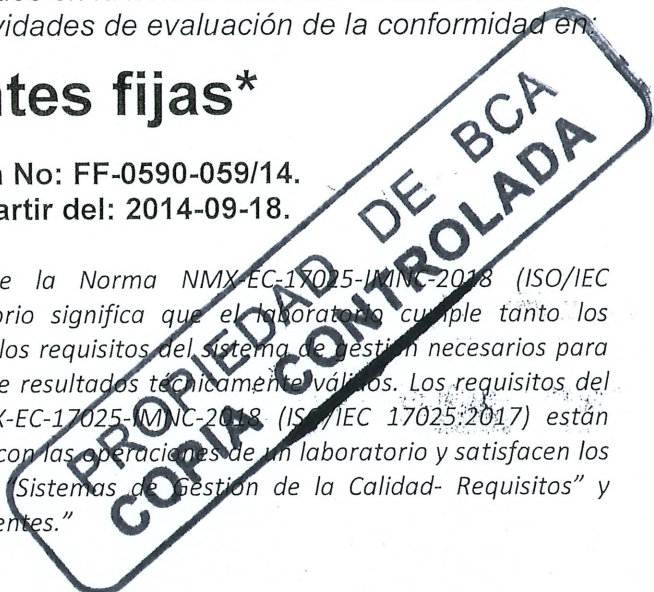 vidades de evaluación de la conformidad en:
ntes fijas*
No: FF-0590-059/14.
artir del: 2014-09-18.
e la Norma NMX-EC-17025-IMNC-2018 (ISO/IEC
orio significa que el laboratorio cumple tanto los
los requisitos del sistema de gestión necesarios para
e resultados técnicamente válidos. Los requisitos del
X-EC-17025-IMNC-2018 (ISO/IEC 17025:2017) están
con las operaciones de un laboratorio y satisfacen los
"Sistemas de Gestión de la Calidad- Requisitos" y
entes."
PROPIEDAD DE BCA
COPIA CONTROLADA